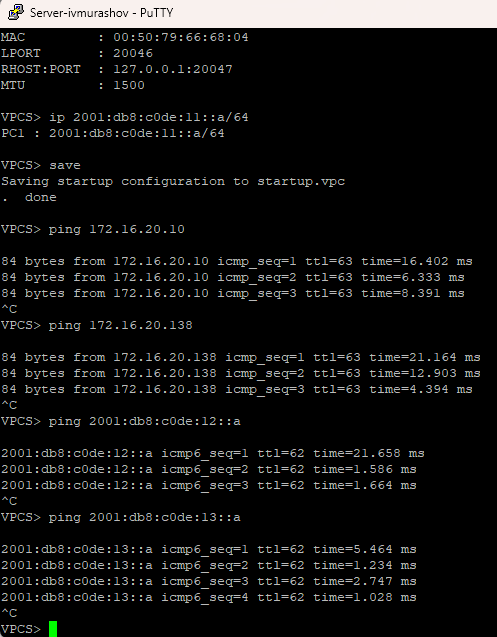 Server-ivmurashov - PuTTY
MAC : 00:50:79:66:68:04
LPORT : 20046
RHOST:PORT : 127.0.0.1:20047
MTU : 1500
VPCS> ip 2001:db8:c0de:11::a/64
PC1 : 2001:db8:c0de:11::a/64
VPCS> save
Saving startup configuration to startup.vpc
. done
VPCS> ping 172.16.20.10
84 bytes from 172.16.20.10 icmp_seq=1 ttl=63 time=16.402 ms
84 bytes from 172.16.20.10 icmp_seq=2 ttl=63 time=6.333 ms
84 bytes from 172.16.20.10 icmp_seq=3 ttl=63 time=8.391 ms
^C
VPCS> ping 172.16.20.138
84 bytes from 172.16.20.138 icmp_seq=1 ttl=63 time=21.164 ms
84 bytes from 172.16.20.138 icmp_seq=2 ttl=63 time=12.903 ms
84 bytes from 172.16.20.138 icmp_seq=3 ttl=63 time=4.394 ms
^C
VPCS> ping 2001:db8:c0de:12::a
2001:db8:c0de:12::a icmp6_seq=1 ttl=62 time=21.658 ms
2001:db8:c0de:12::a icmp6_seq=2 ttl=62 time=1.586 ms
2001:db8:c0de:12::a icmp6_seq=3 ttl=62 time=1.664 ms
^C
VPCS> ping 2001:db8:c0de:13::a
2001:db8:c0de:13::a icmp6_seq=1 ttl=62 time=5.464 ms
2001:db8:c0de:13::a icmp6_seq=2 ttl=62 time=1.234 ms
2001:db8:c0de:13::a icmp6_seq=3 ttl=62 time=2.747 ms
2001:db8:c0de:13::a icmp6_seq=4 ttl=62 time=1.028 ms
^C
VPCS>